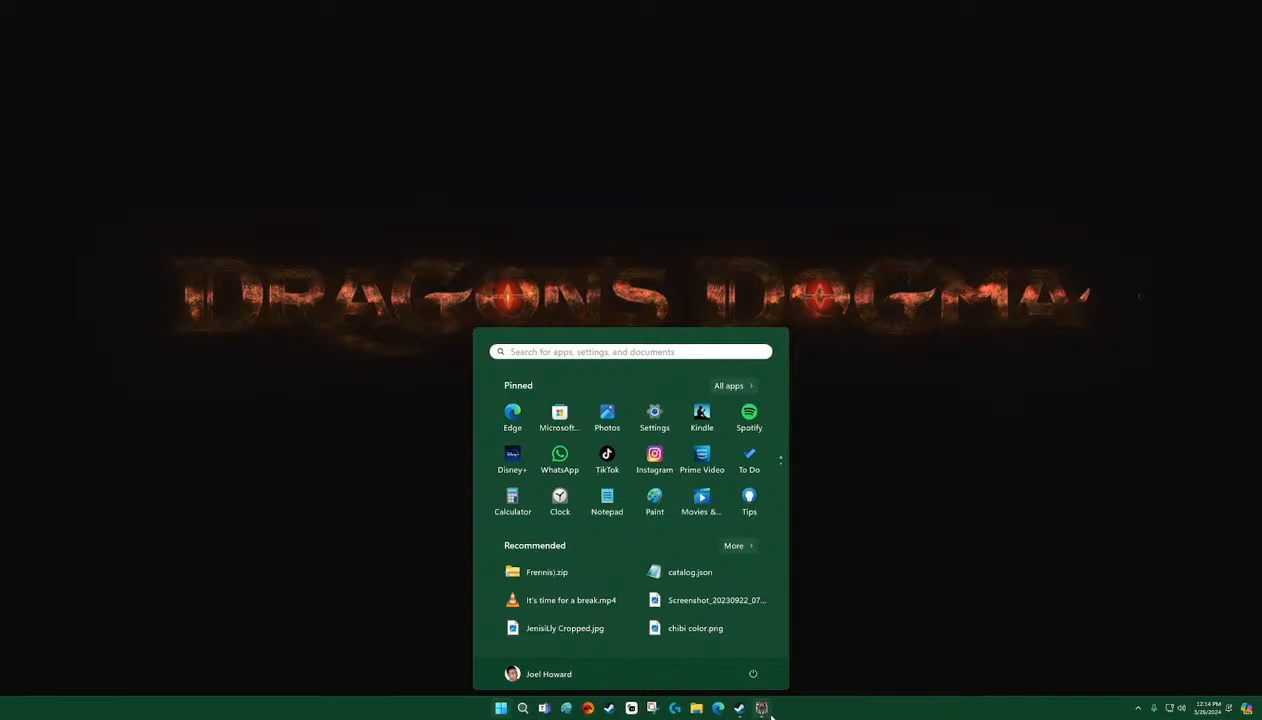 DRAGONS DOGMA
Search for apps, settings, and documents
Pinned
All apps
Edge
Microsoft...
Photos
Settings
Kindle
Spotify
Disney+
WhatsApp
TikTok
Instagram
Prime Video
To Do
Calculator
Clock
Notepad
Paint
Movies &...
Tips
Recommended
More
Frennis).zip
catalog.json
It's time for a break.mp4
Screenshot_20230922_07...
JenisiLly Cropped.jpg
chibi color.png
Joel Howard
12:14 PM
3/26/2024